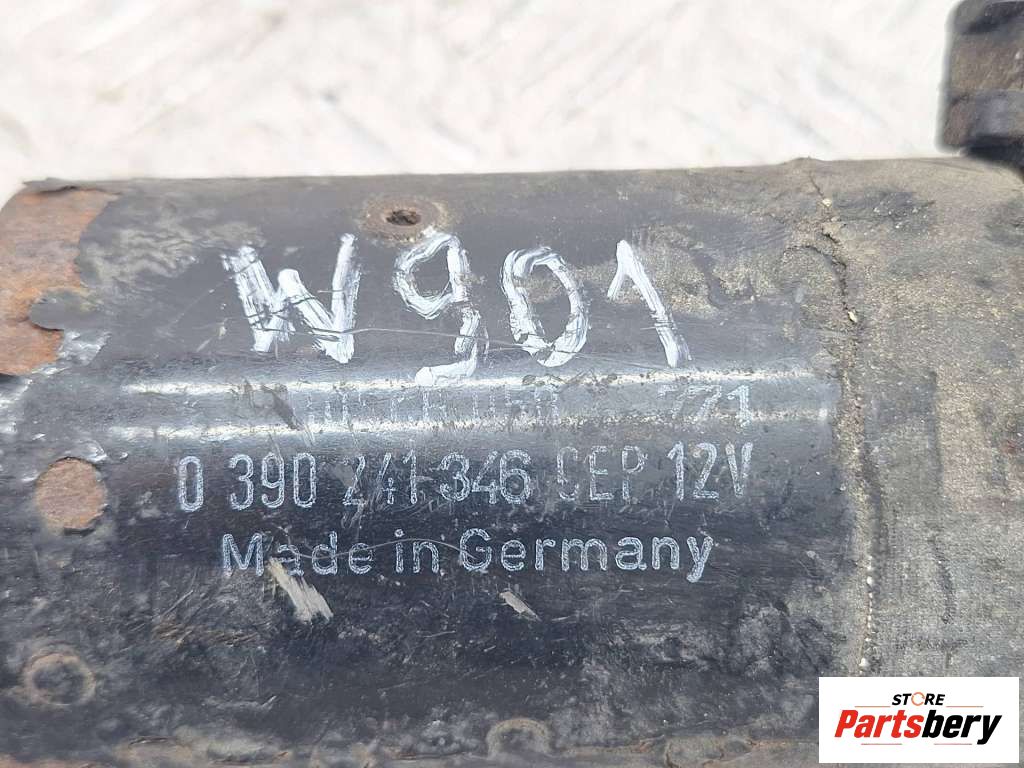 W901
771
0 390 241 346 CEP 12V
Made in Germany
STORE
Partsbery